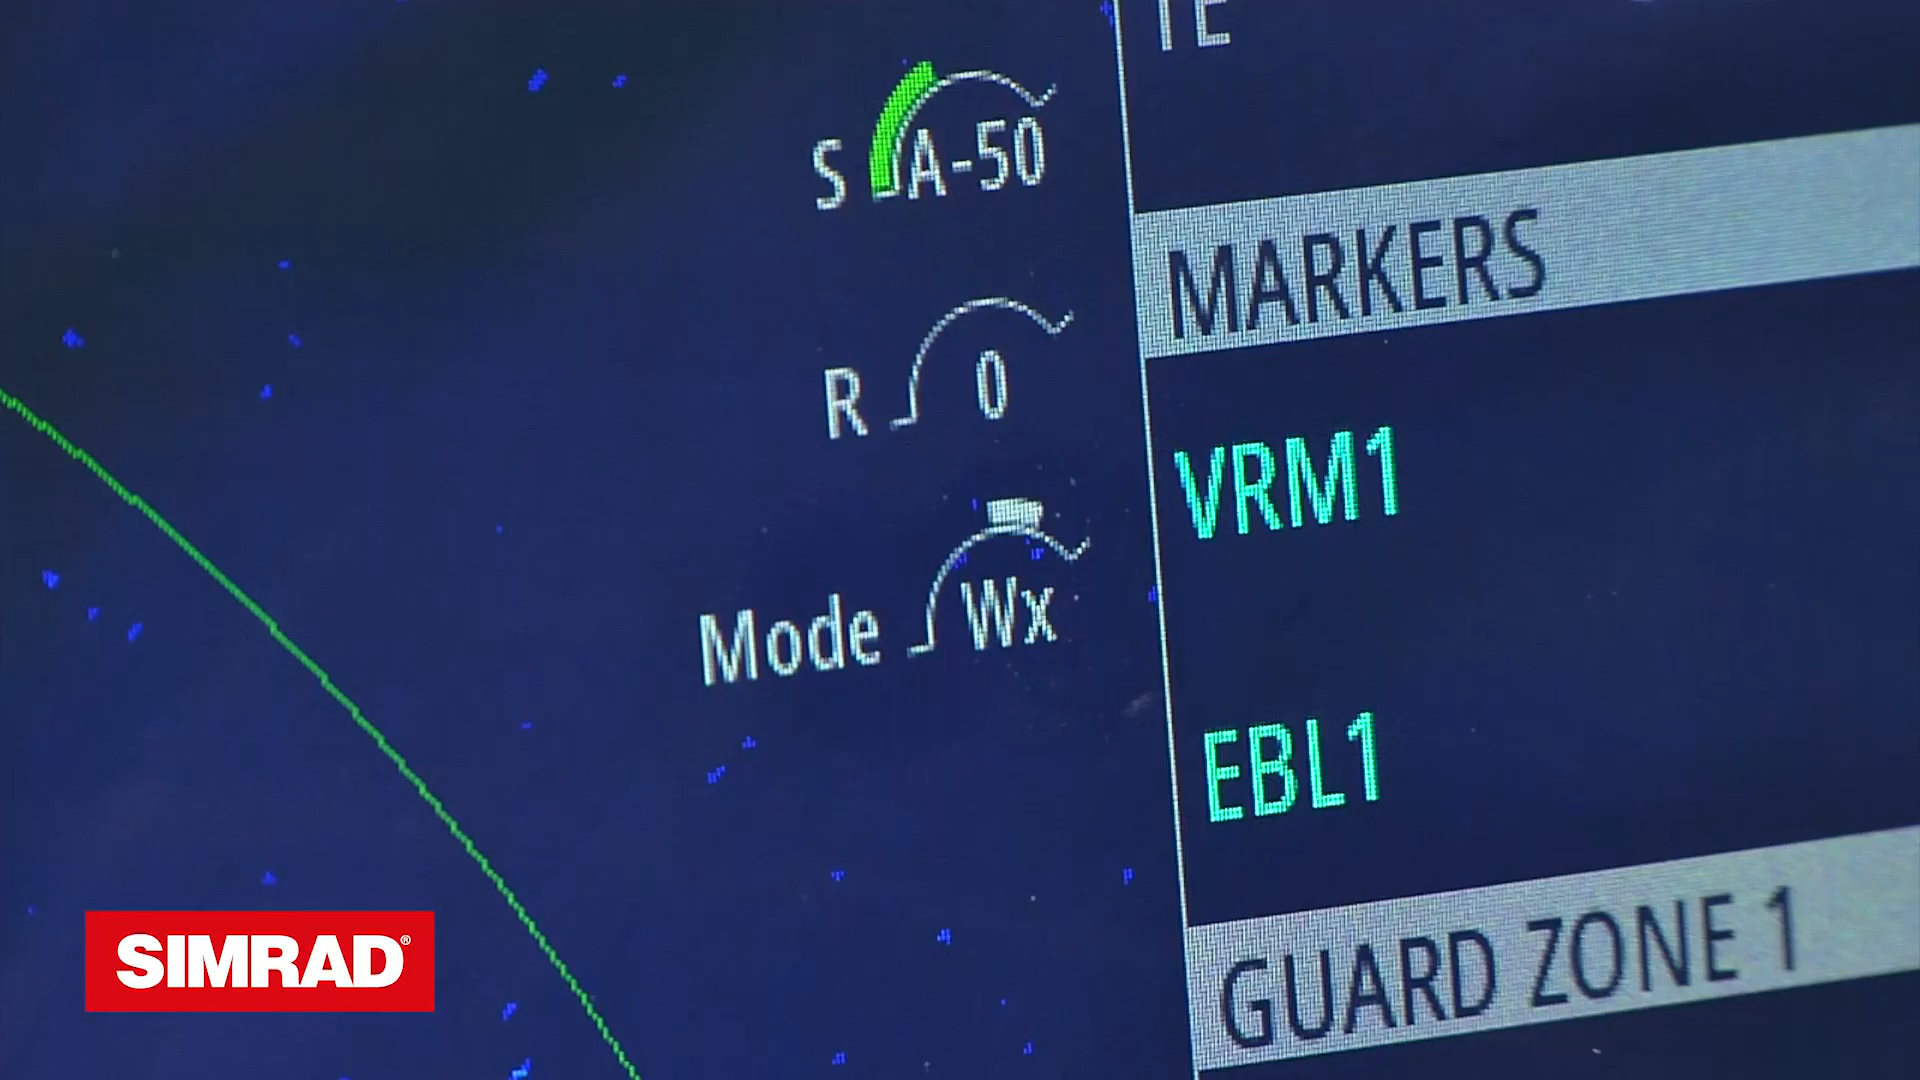 S A-50
R 0
Mode Wx
MARKERS
VRM1
EBL1
GUARD ZONE 1
SIMRAD®